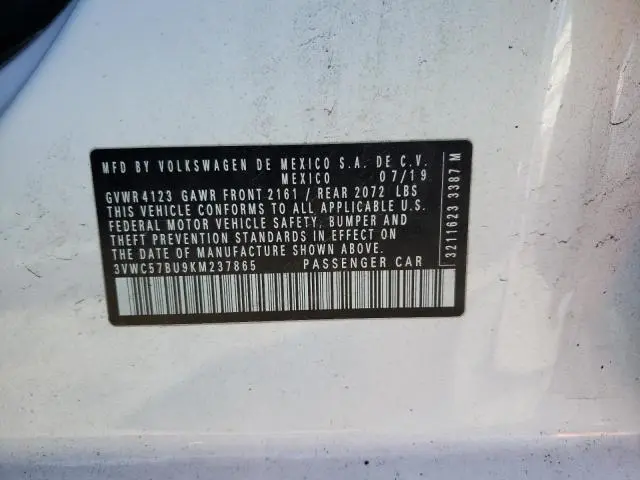 MFD BY VOLKSWAGEN DE MEXICO S.A. DE C.V.
MEXICO 07/19
GVWR 4123 GAWR FRONT 2161 / REAR 2072 LBS
THIS VEHICLE CONFORMS TO ALL APPLICABLE U.S.
FEDERAL MOTOR VEHICLE SAFETY, BUMPER AND
THEFT PREVENTION STANDARDS IN EFFECT ON
THE DATE OF MANUFACTURE SHOWN ABOVE.
3VWC57BU9KM237865 PASSENGER CAR
3211623 3387 M